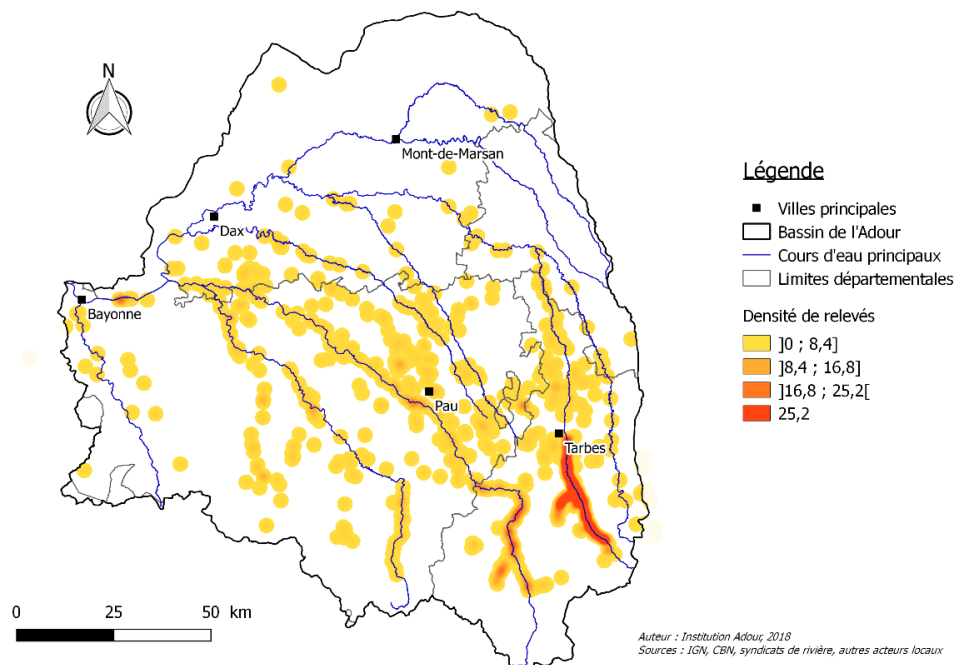 N
Mont-de-Marsan
Dax
Bayonne
Pau
Tarbes
0 25 50 km
Légende
Villes principales
Bassin de l'Adour
Cours d'eau principaux
Limites départementales
Densité de relevés
]0 ; 8,4]
]8,4 ; 16,8]
]16,8 ; 25,2[
25,2
Auteur : Institution Adour, 2018
Sources : IGN, CBN, syndicats de rivière, autres acteurs locaux